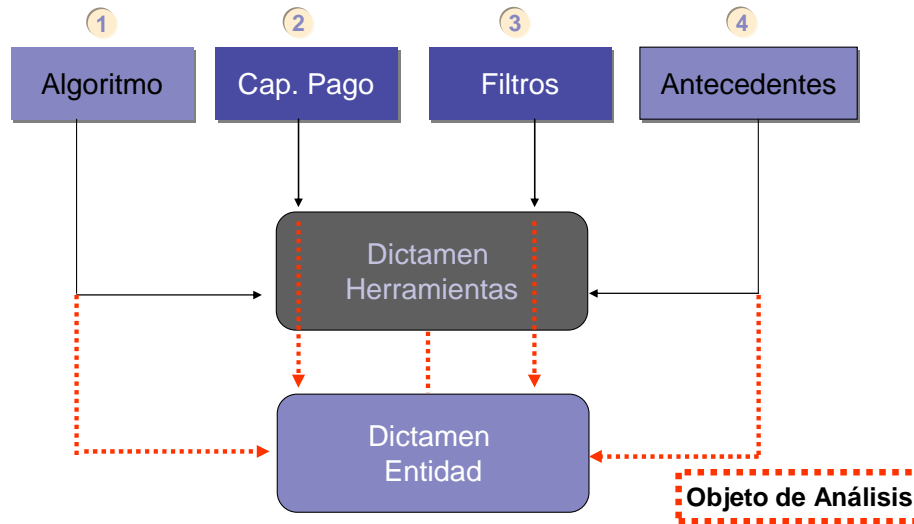 1
2
3
4
Algoritmo
Cap. Pago
Filtros
Antecedentes
Dictamen
Herramientas
Dictamen
Entidad
Objeto de Análisis